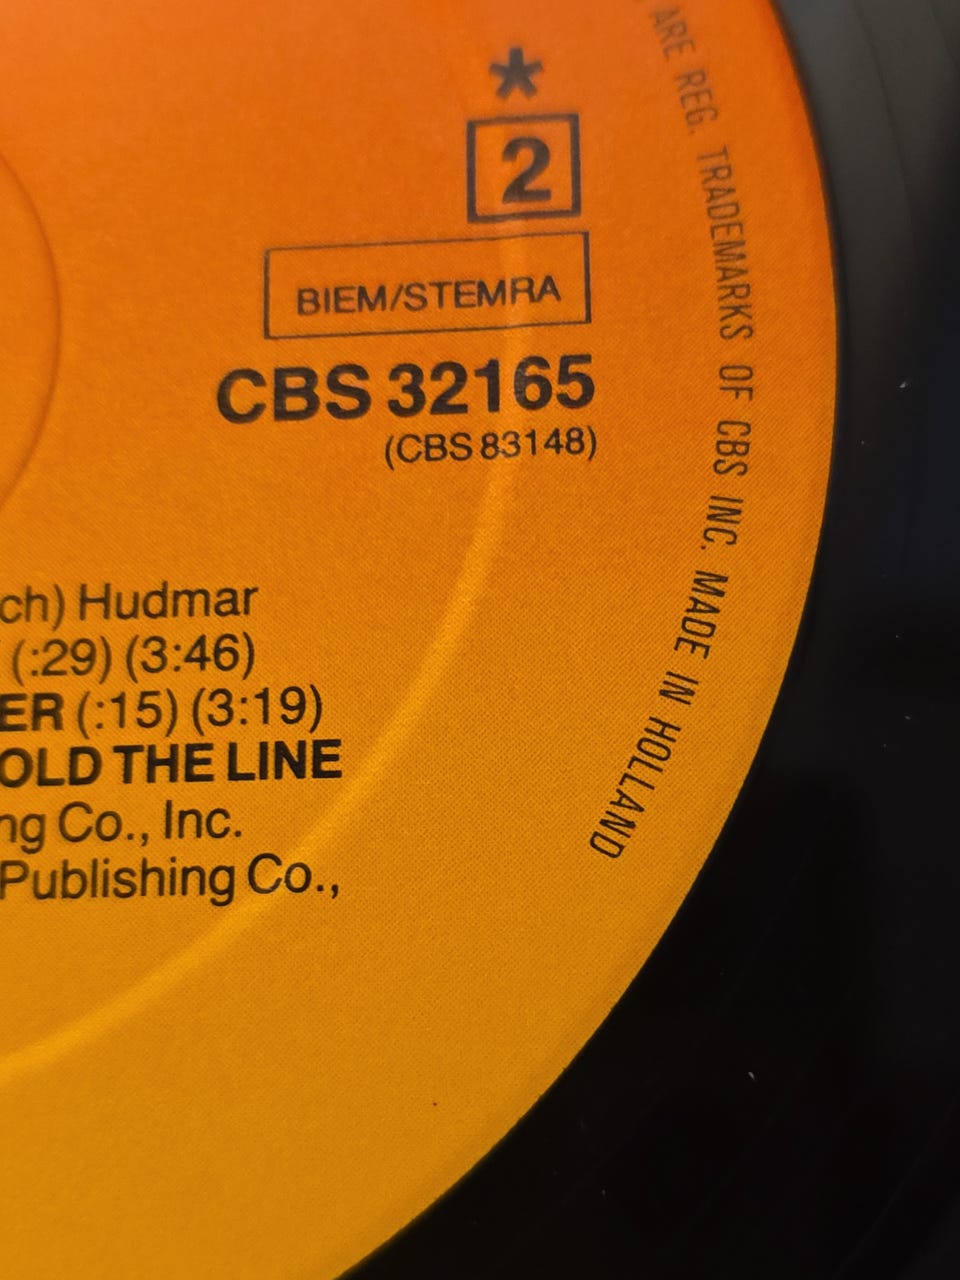 *
2
BIEM/STEMRA
CBS 32165
(CBS 83148)
ch) Hudmar
(:29) (3:46)
ER (:15) (3:19)
OLD THE LINE
ng Co., Inc.
Publishing Co.,
ARE REG. TRADEMARKS OF CBS INC. MADE IN HOLLAND